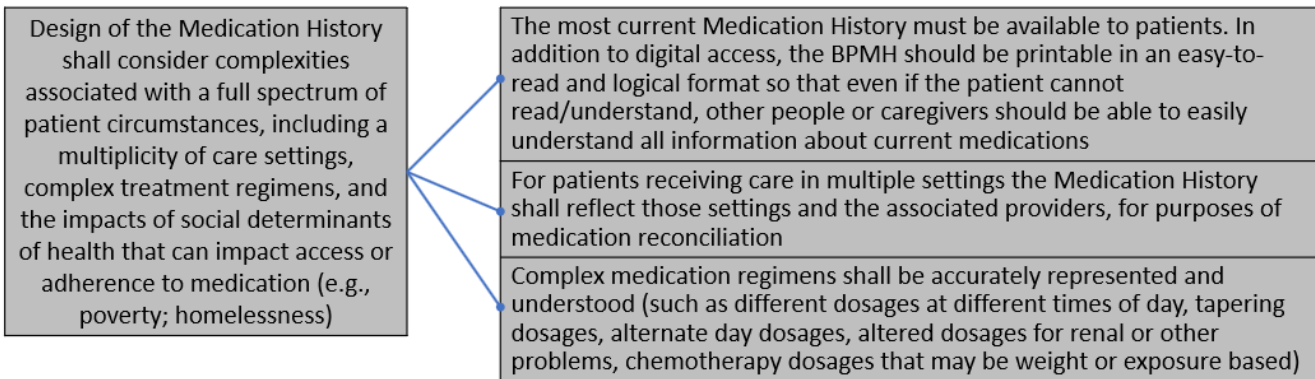 Design of the Medication History
shall consider complexities
associated with a full spectrum of
patient circumstances, including a
multiplicity of care settings,
complex treatment regimens, and
the impacts of social determinants
of health that can impact access or
adherence to medication (e.g.,
poverty; homelessness)
The most current Medication History must be available to patients. In
addition to digital access, the BPMH should be printable in an easy-to-
read and logical format so that even if the patient cannot
read/understand, other people or caregivers should be able to easily
understand all information about current medications
For patients receiving care in multiple settings the Medication History
shall reflect those settings and the associated providers, for purposes of
medication reconciliation
Complex medication regimens shall be accurately represented and
understood (such as different dosages at different times of day, tapering
dosages, alternate day dosages, altered dosages for renal or other
problems, chemotherapy dosages that may be weight or exposure based)